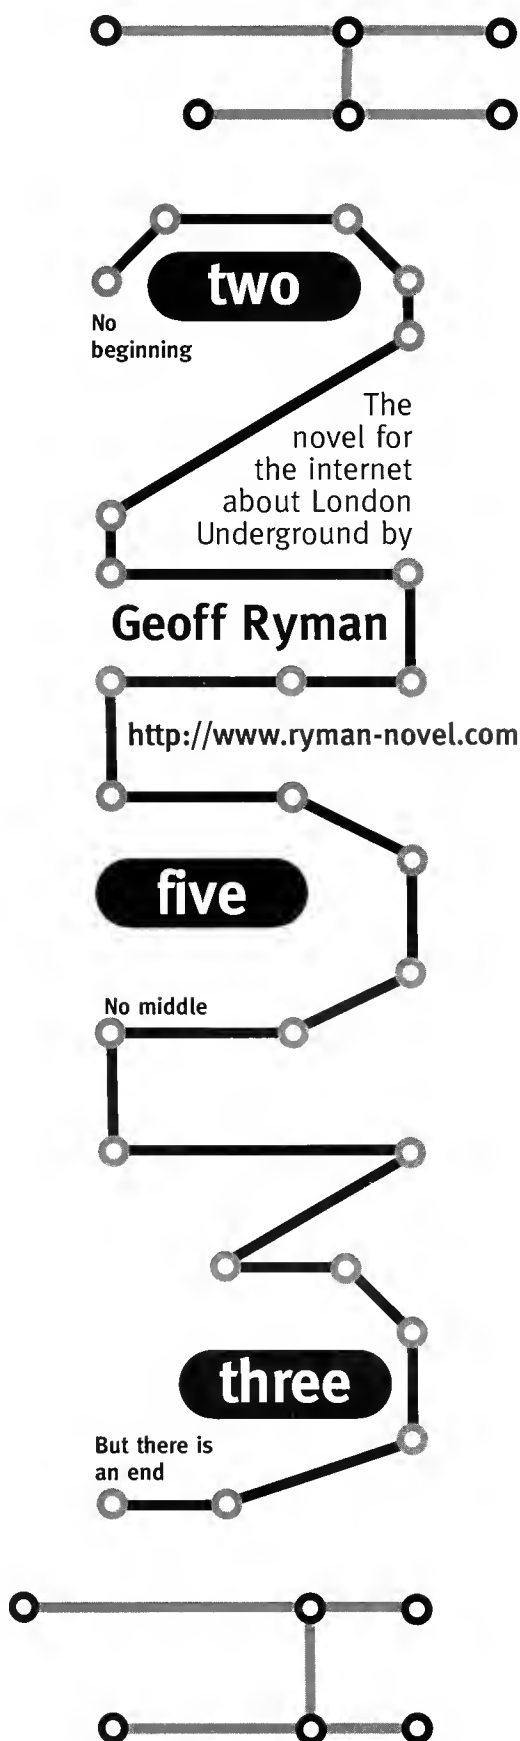 two
No
beginning
The
novel for
the internet
about London
Underground by
Geoff Ryman
http://www.ryman-novel.com
five
No middle
three
But there is
an end